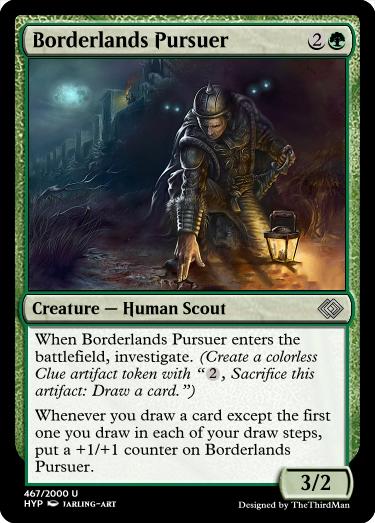 Borderlands Pursuer 2
Creature — Human Scout
When Borderlands Pursuer enters the
battlefield, investigate. (Create a colorless
Clue artifact token with “2, Sacrifice this
artifact: Draw a card.”)
Whenever you draw a card except the first
one you draw in each of your draw steps,
put a +1/+1 counter on Borderlands
Pursuer.
3/2
467/2000 U
HYP JARLING-ART
Designed by TheThirdMan